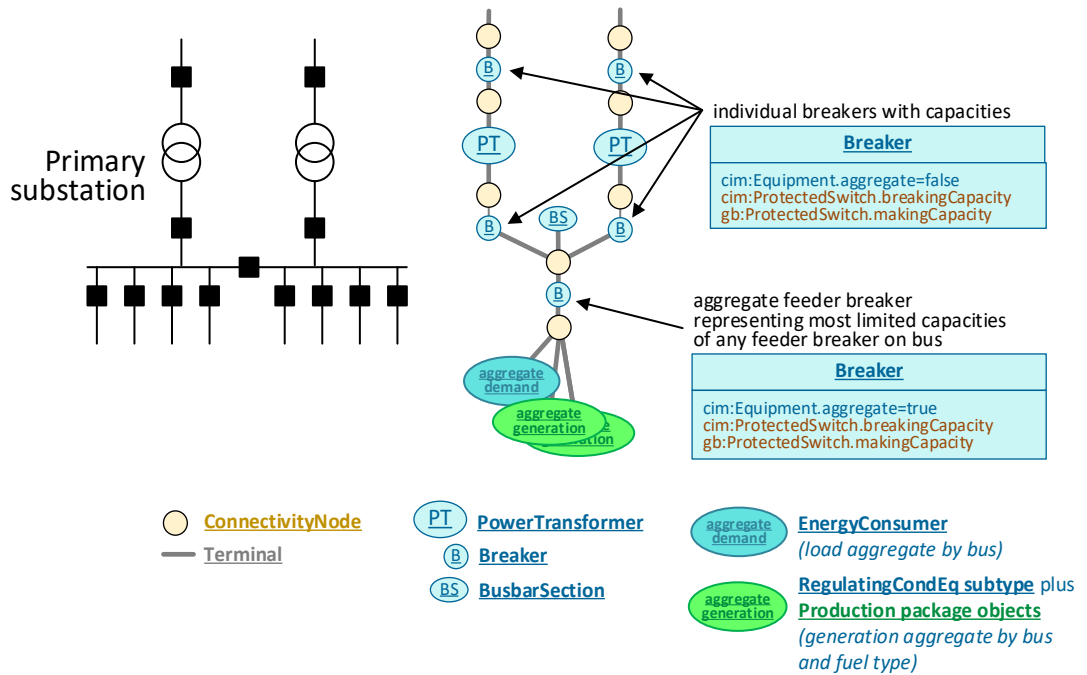 Primary
substation
B
B
PT
PT
B
BS
B
B
individual breakers with capacities
Breaker
cim:Equipment.aggregate=false
cim:ProtectedSwitch.breakingCapacity
gb:ProtectedSwitch.makingCapacity
aggregate feeder breaker
representing most limited capacities
of any feeder breaker on bus
Breaker
cim:Equipment.aggregate=true
cim:ProtectedSwitch.breakingCapacity
gb:ProtectedSwitch.makingCapacity
aggregate
demand
aggregate
generation
ConnectivityNode
Terminal
PT PowerTransformer
B Breaker
BS BusbarSection
aggregate
demand
EnergyConsumer
(load aggregate by bus)
aggregate
generation
RegulatingCondEq subtype plus
Production package objects
(generation aggregate by bus
and fuel type)